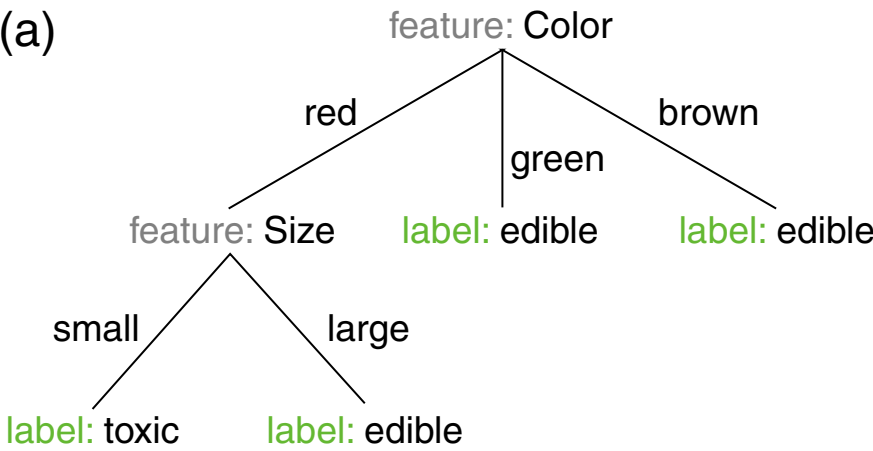 (a)
feature: Color
red
brown
green
feature: Size
label: edible
label: edible
small
large
label: toxic
label: edible